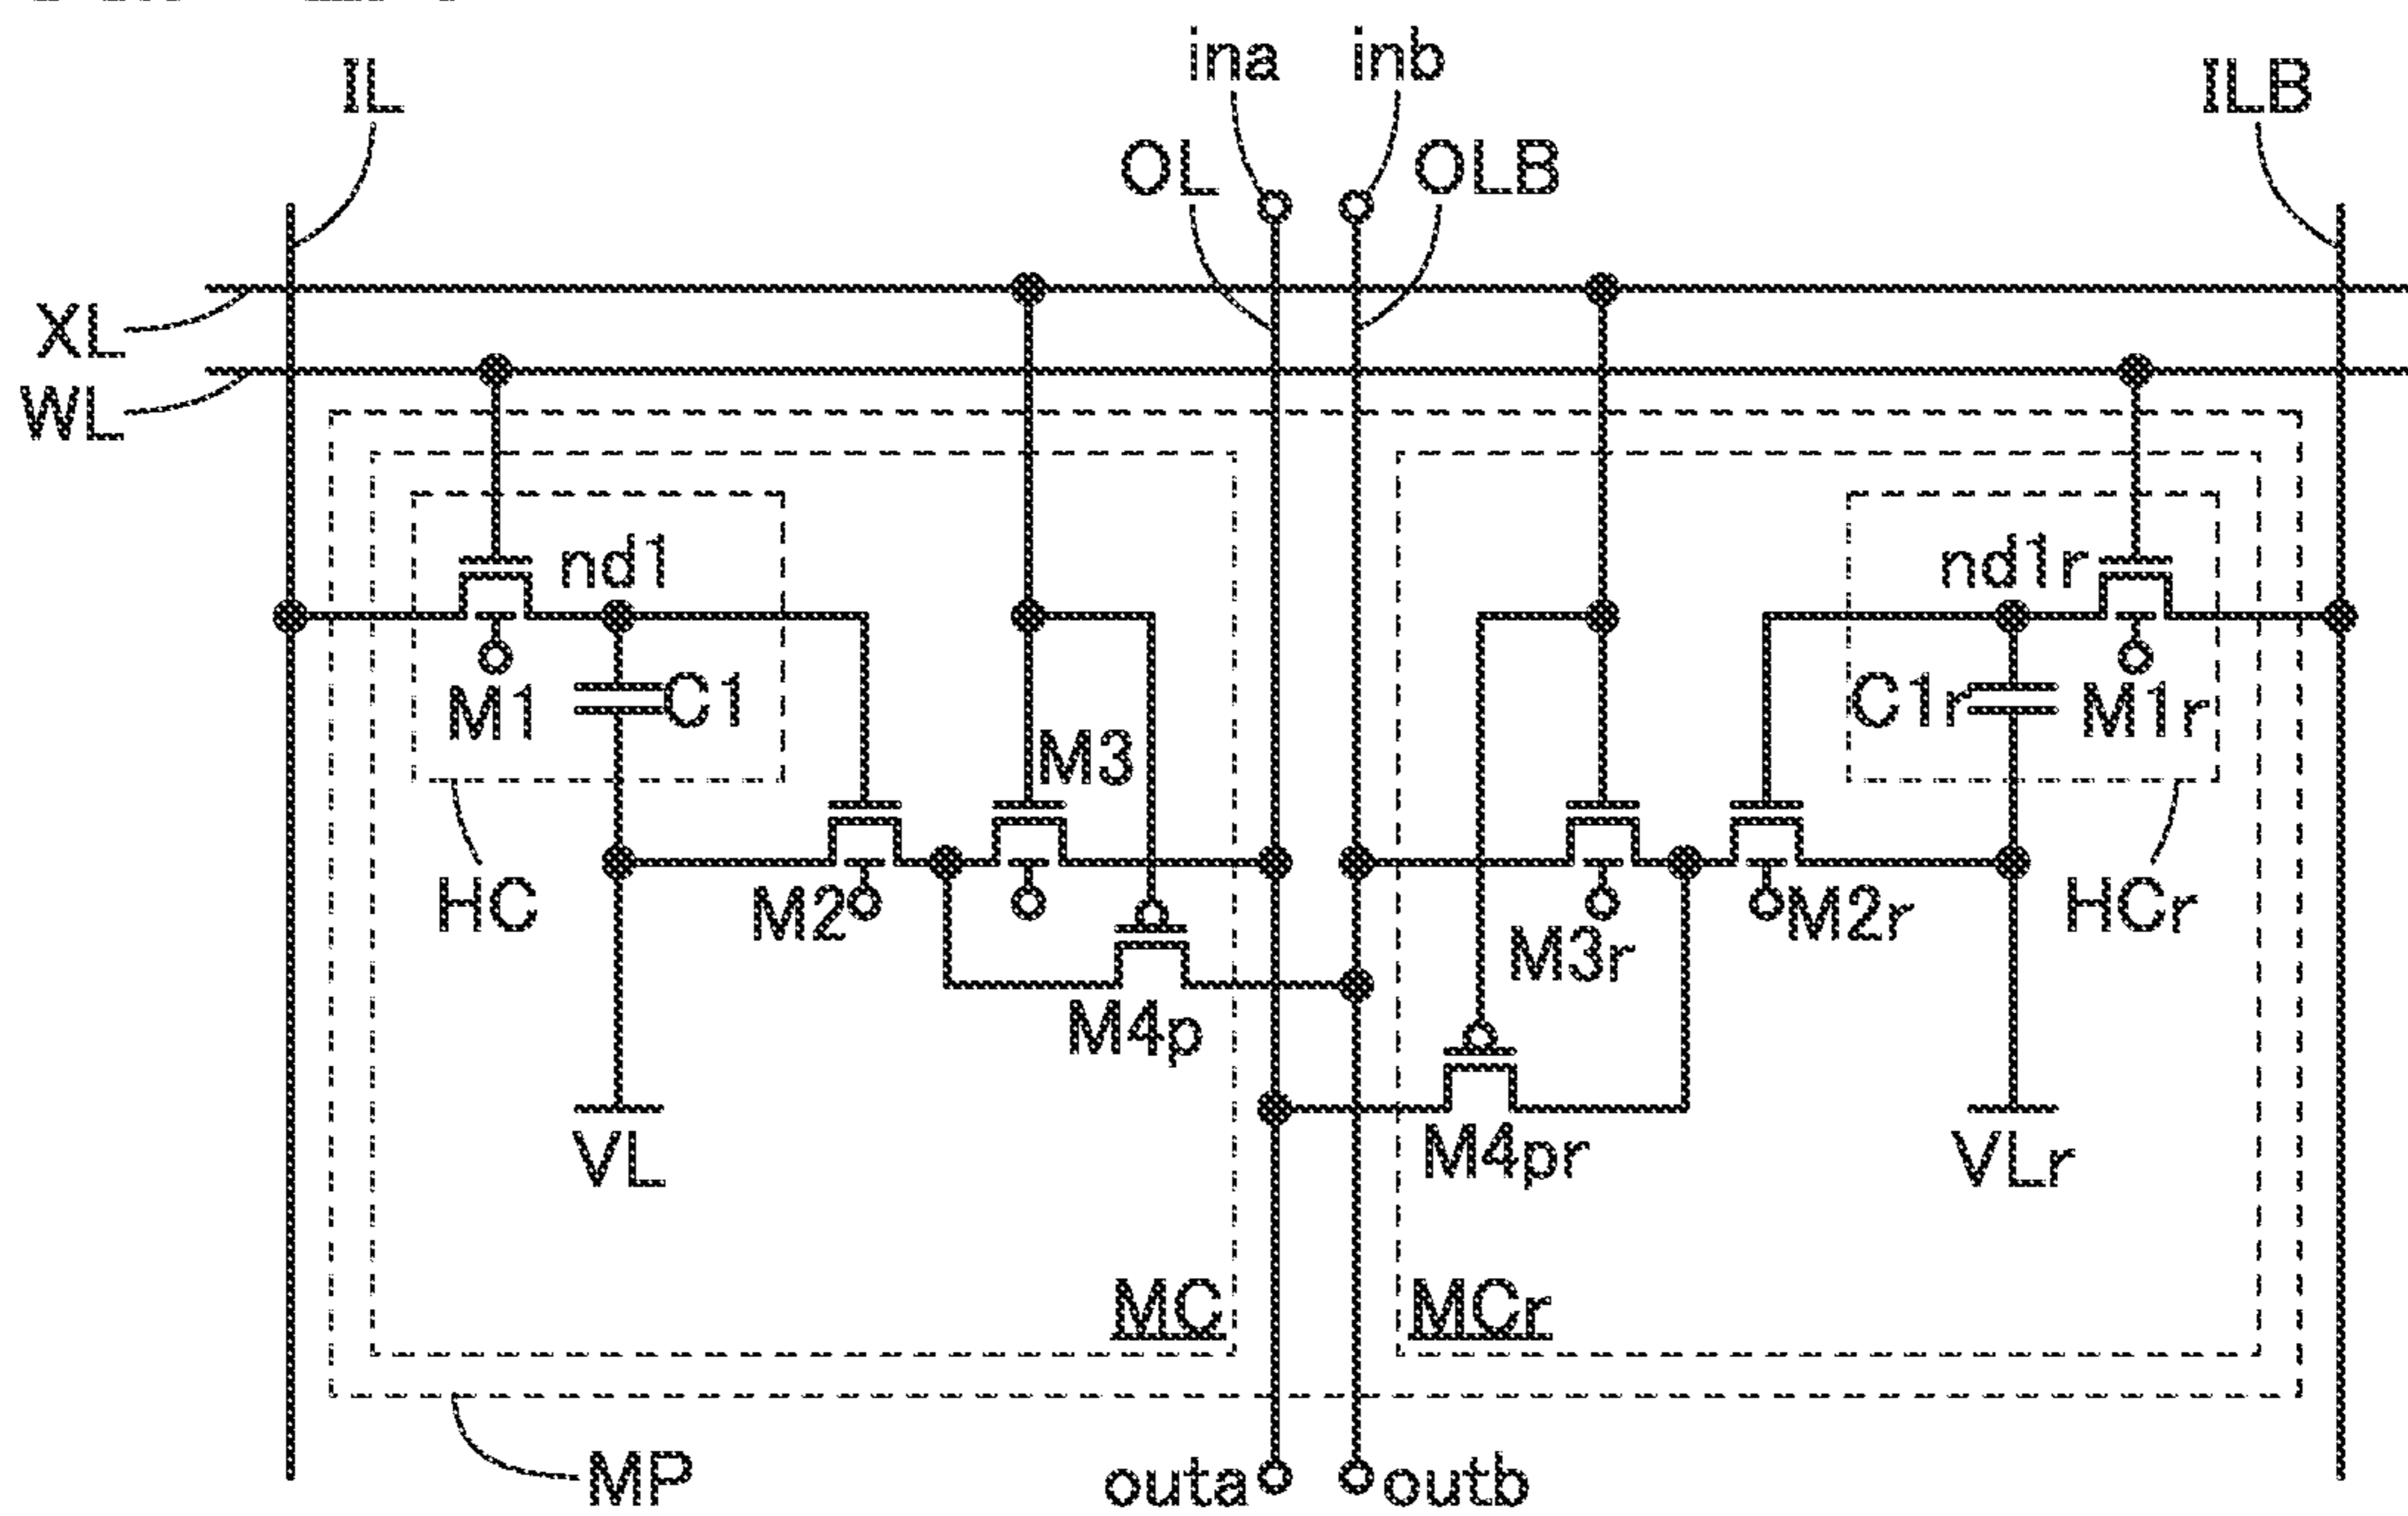 ina inb
IL ILB
OL OLB
XL
WL
nd1 nd1r
M1 C1 C1r M1r
M3
HC M2 M2r HCr
M3r
M4p
VL M4pr VLr
MC MCr
MP outa outb